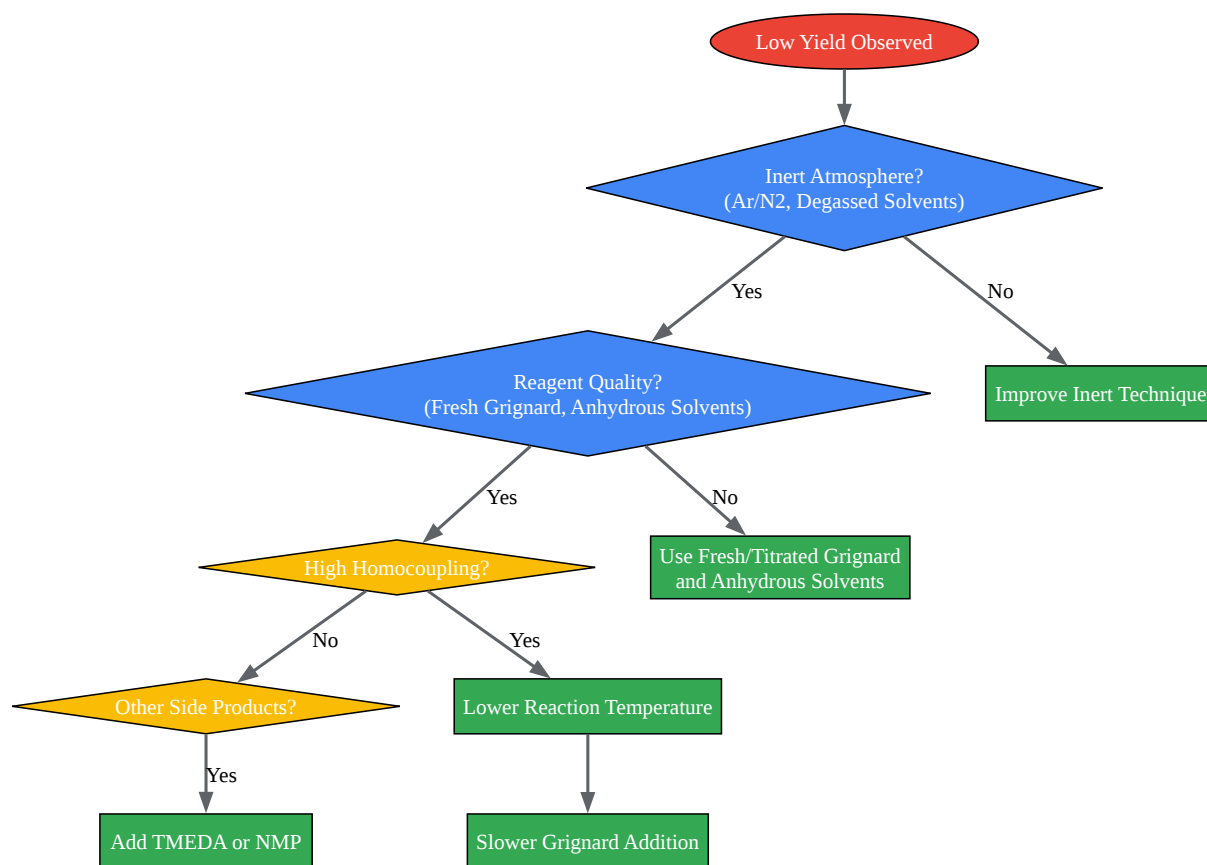 Low Yield Observed
Inert Atmosphere?
(Ar/N2, Degassed Solvents)
Yes
No
Reagent Quality?
(Fresh Grignard, Anhydrous Solvents)
Improve Inert Technique
Yes
No
High Homocoupling?
Use Fresh/Titrated Grignard
and Anhydrous Solvents
No
Yes
Other Side Products?
Lower Reaction Temperature
Yes
Add TMEDA or NMP
Slower Grignard Addition